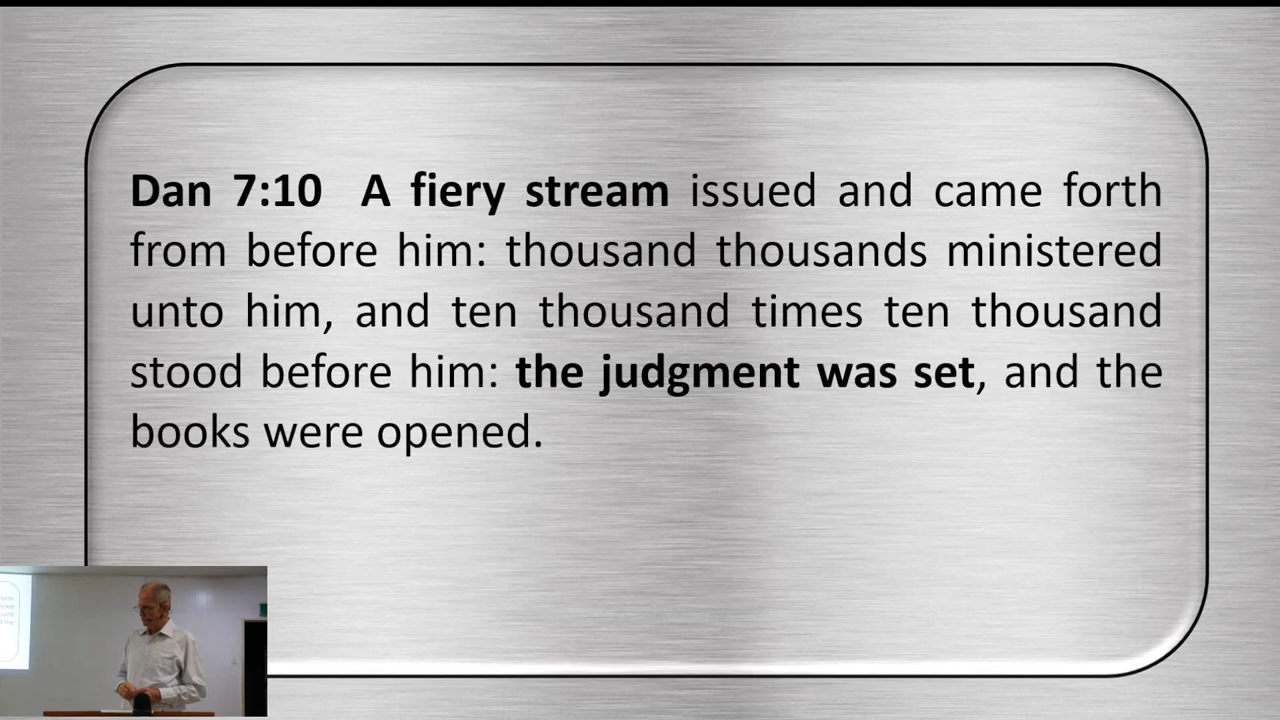 Dan 7:10 A fiery stream issued and came forth
from before him: thousand thousands ministered
unto him, and ten thousand times ten thousand
stood before him: the judgment was set, and the
books were opened.